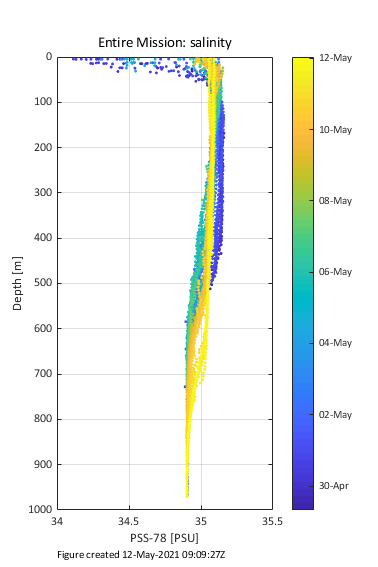 Entire Mission: salinity
0
100
200
300
400
500
600
700
800
900
1000
Depth [m]
34
34.5
35
35.5
PSS-78 [PSU]
12-May
10-May
08-May
06-May
04-May
02-May
30-Apr
Figure created 12-May-2021 09:09:27Z